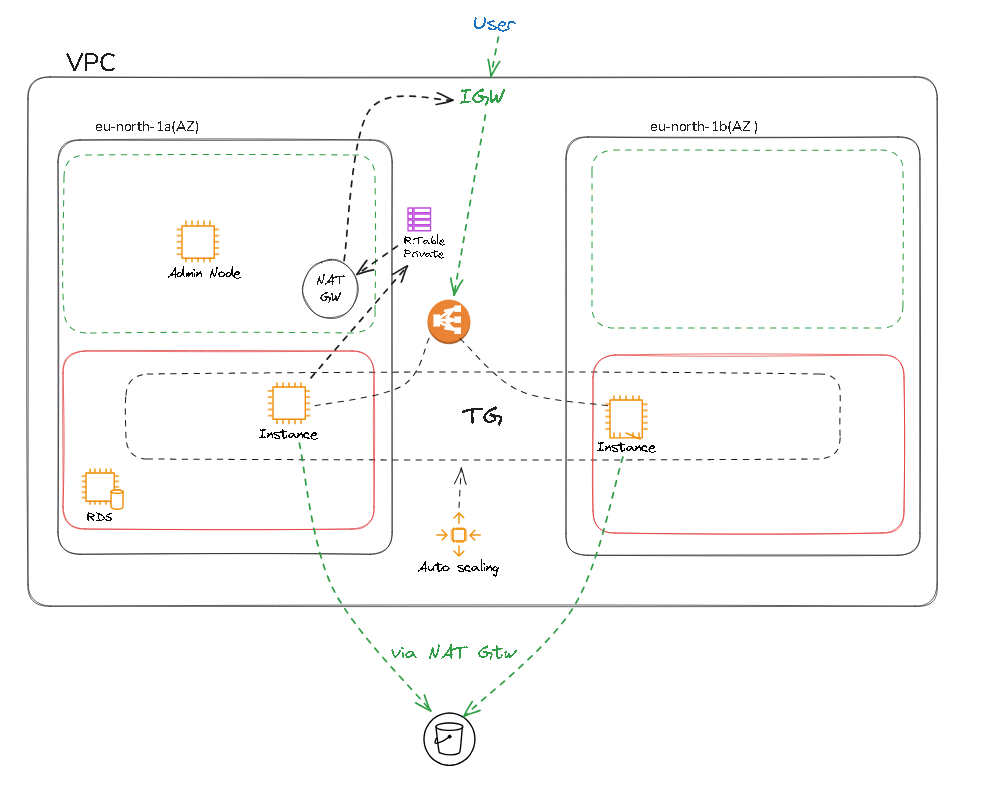 User
VPC
IGW
eu-north-1a(AZ)
eu-north-1b(AZ )
R.Table
Private
Admin Node
NAT
GW
TG
Instance
Instance
RDS
Auto scaling
via NAT Gtw